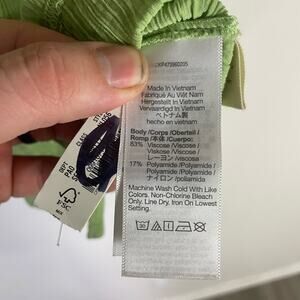 Made In Vietnam
Fabriqué Au Viêt Nam
Hergestellt In Vietnam
Vervaardigd In Vietnam
ベトナム製
hecho en vietnam
Body/Corps/Oberteil/
Romp/本体/Cuerpo:
83% Viscose/Viscose/
Viskose/Viscose/
レーヨン/viscosa
17% Polyamide/Polyamide/
Polyamid/Polyamide/
ナイロン/poliamida
Machine Wash Cold With Like
Colors. Non-Chlorine Bleach
Only. Line Dry. Iron On Lowest
Setting.
CLASS
DEPT
PAG
FSC
MIX